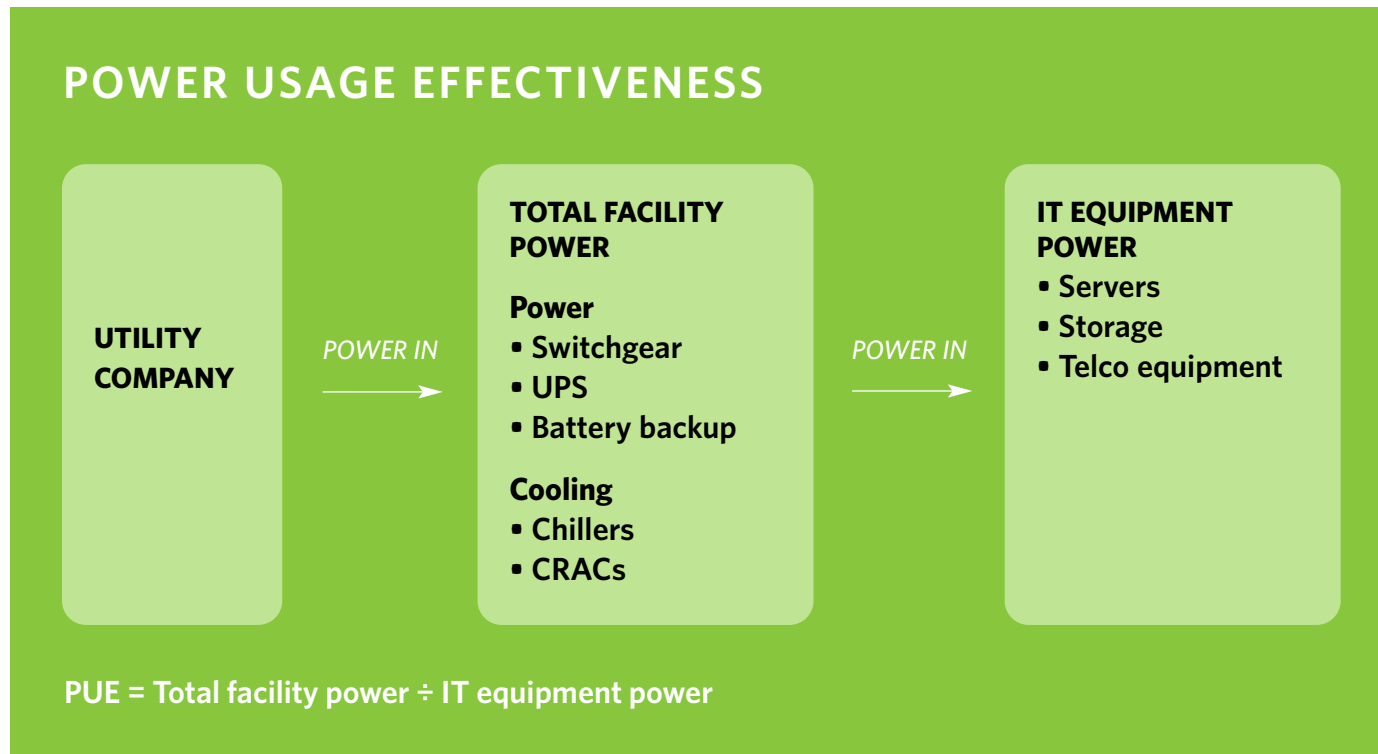 POWER USAGE EFFECTIVENESS
UTILITY
COMPANY
POWER IN
TOTAL FACILITY
POWER
Power
▪ Switchgear
▪ UPS
▪ Battery backup
Cooling
▪ Chillers
▪ CRACs
POWER IN
IT EQUIPMENT
POWER
▪ Servers
▪ Storage
▪ Telco equipment
PUE = Total facility power ÷ IT equipment power